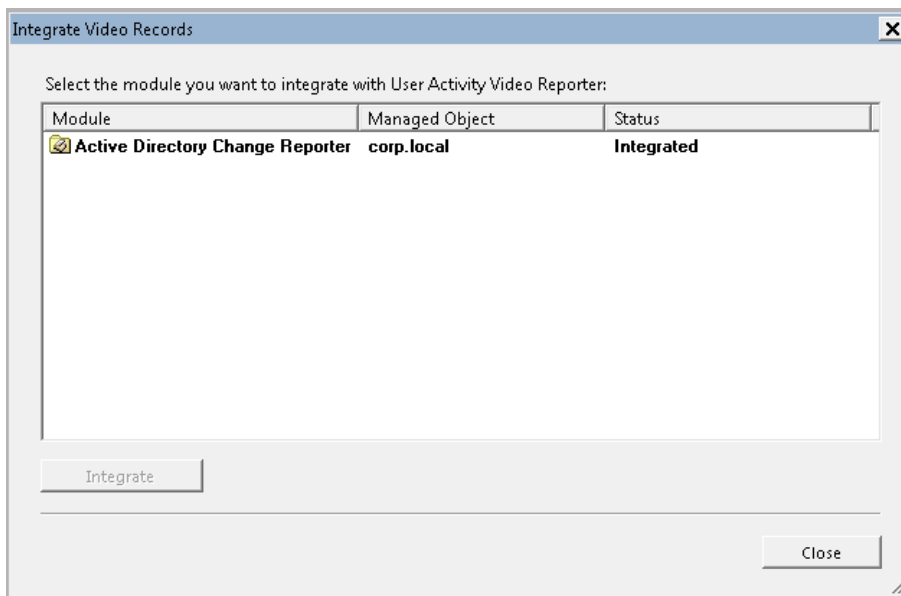 Integrate Video Records
Select the module you want to integrate with User Activity Video Reporter:
Module Managed Object Status
Active Directory Change Reporter corp.local Integrated
Integrate
Close